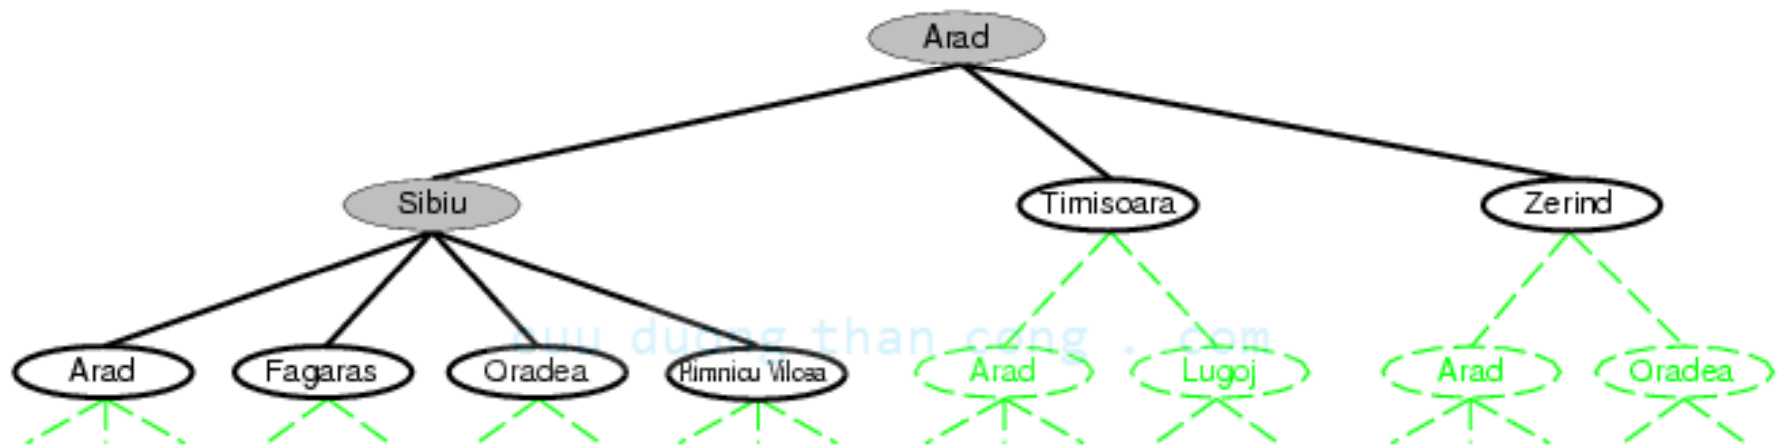 Arad
Sibiu Timisoara Zerind
cuu duong than cong . com
Arad Fagaras Oradea Rimnicu Vilcea Arad Lugoj Arad Oradea